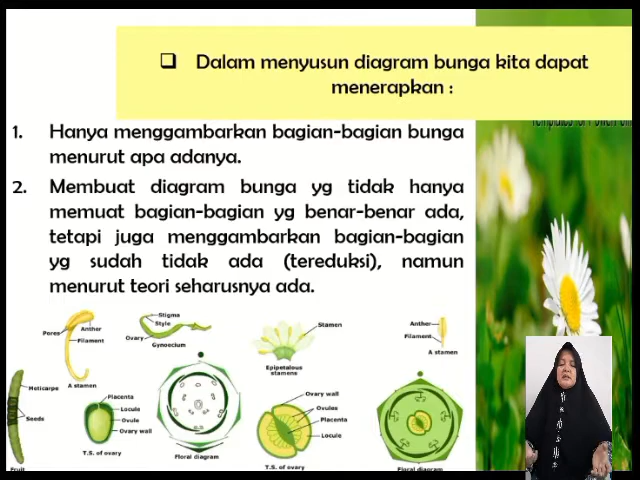 ❑ Dalam menyusun diagram bunga kita dapat
menerapkan :
1. Hanya menggambarkan bagian-bagian bunga
menurut apa adanya.
2. Membuat diagram bunga yg tidak hanya
memuat bagian-bagian yg benar-benar ada,
tetapi juga menggambarkan bagian-bagian
yg sudah tidak ada (tereduksi), namun
menurut teori seharusnya ada.
Pores
Anther
Filament
A stamen
Stigma
Style
Ovary
Gynoecium
Stamen
Epipetalous
stamens
Anther
Filament
A stamen
Seeds
Fruit
Placenta
Locule
Ovule
Ovary wall
T.S. of ovary
Floral diagram
Ovary wall
Ovules
Placenta
Locule
T.S. of ovary
Floral diagram